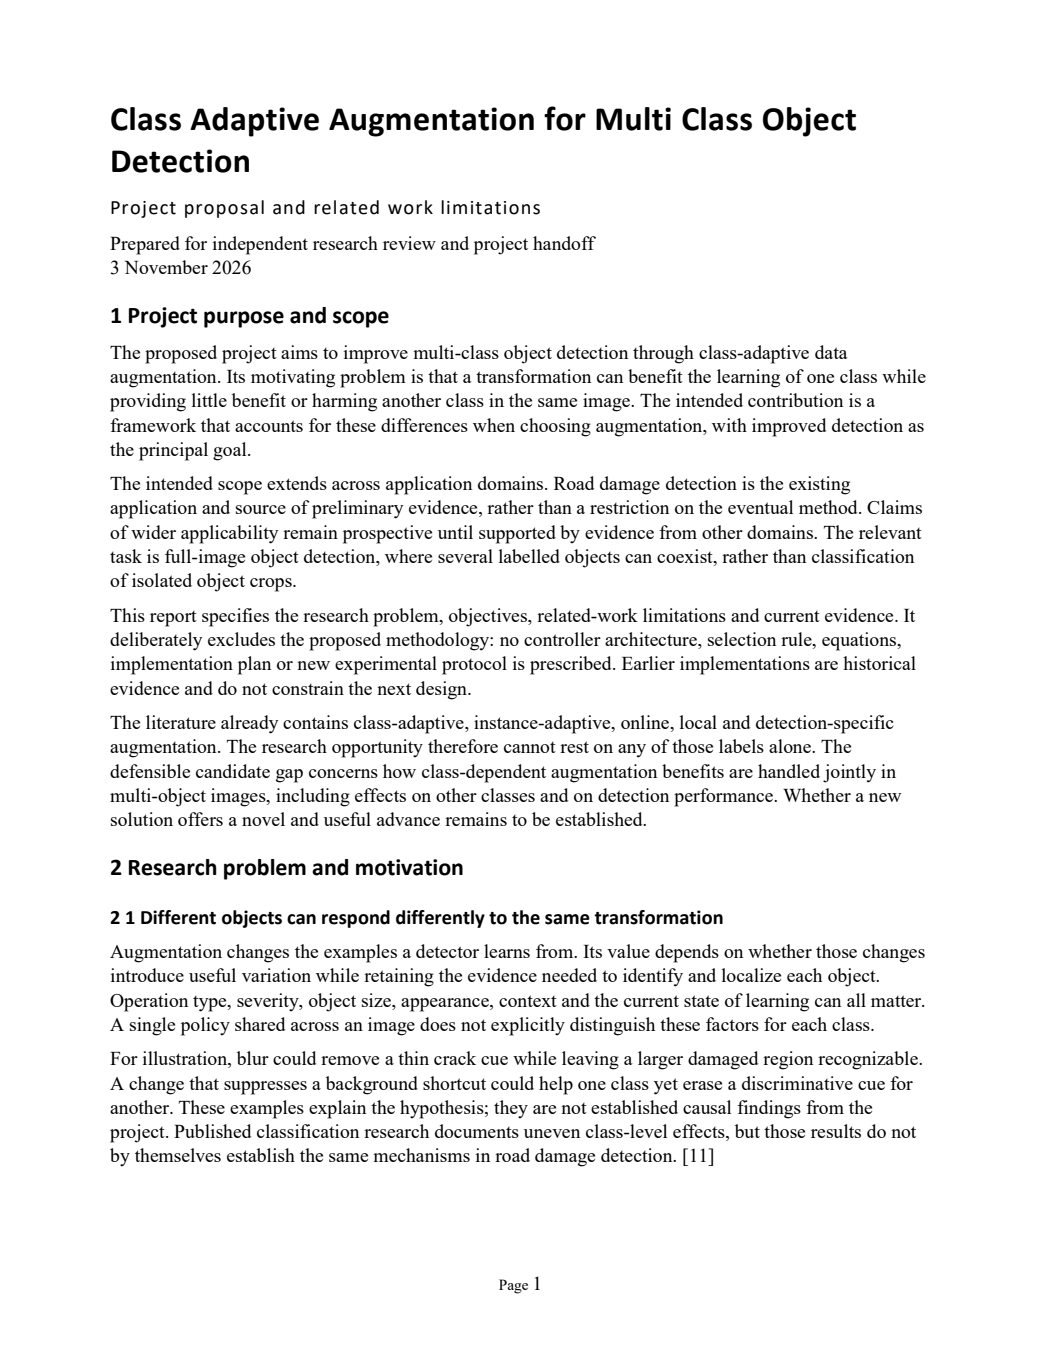 Class Adaptive Augmentation for Multi Class Object
Detection
Project proposal and related work limitations
Prepared for independent research review and project handoff
3 November 2026
1 Project purpose and scope
The proposed project aims to improve multi-class object detection through class-adaptive data
augmentation. Its motivating problem is that a transformation can benefit the learning of one class while
providing little benefit or harming another class in the same image. The intended contribution is a
framework that accounts for these differences when choosing augmentation, with improved detection as
the principal goal.
The intended scope extends across application domains. Road damage detection is the existing
application and source of preliminary evidence, rather than a restriction on the eventual method. Claims
of wider applicability remain prospective until supported by evidence from other domains. The relevant
task is full-image object detection, where several labelled objects can coexist, rather than classification
of isolated object crops.
This report specifies the research problem, objectives, related-work limitations and current evidence. It
deliberately excludes the proposed methodology: no controller architecture, selection rule, equations,
implementation plan or new experimental protocol is prescribed. Earlier implementations are historical
evidence and do not constrain the next design.
The literature already contains class-adaptive, instance-adaptive, online, local and detection-specific
augmentation. The research opportunity therefore cannot rest on any of those labels alone. The
defensible candidate gap concerns how class-dependent augmentation benefits are handled jointly in
multi-object images, including effects on other classes and on detection performance. Whether a new
solution offers a novel and useful advance remains to be established.
2 Research problem and motivation
2 1 Different objects can respond differently to the same transformation
Augmentation changes the examples a detector learns from. Its value depends on whether those changes
introduce useful variation while retaining the evidence needed to identify and localize each object.
Operation type, severity, object size, appearance, context and the current state of learning can all matter.
A single policy shared across an image does not explicitly distinguish these factors for each class.
For illustration, blur could remove a thin crack cue while leaving a larger damaged region recognizable.
A change that suppresses a background shortcut could help one class yet erase a discriminative cue for
another. These examples explain the hypothesis; they are not established causal findings from the
project. Published classification research documents uneven class-level effects, but those results do not
by themselves establish the same mechanisms in road damage detection. [11]
Page 1